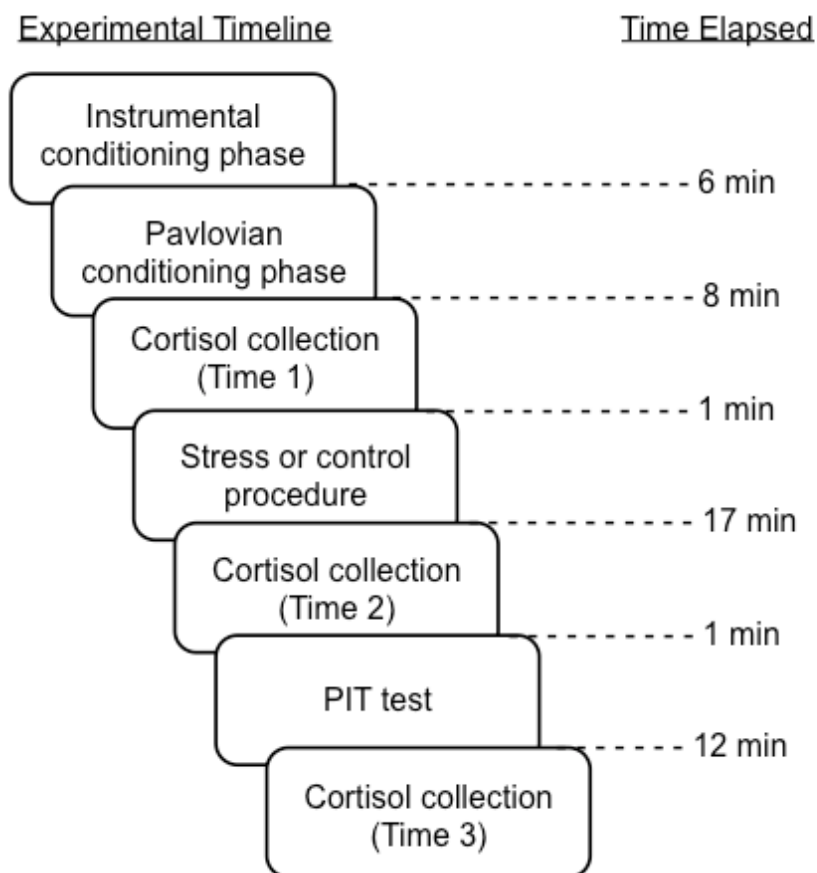 Experimental Timeline
Time Elapsed
Instrumental
conditioning phase
6 min
Pavlovian
conditioning phase
8 min
Cortisol collection
(Time 1)
1 min
Stress or control
procedure
17 min
Cortisol collection
(Time 2)
1 min
PIT test
12 min
Cortisol collection
(Time 3)